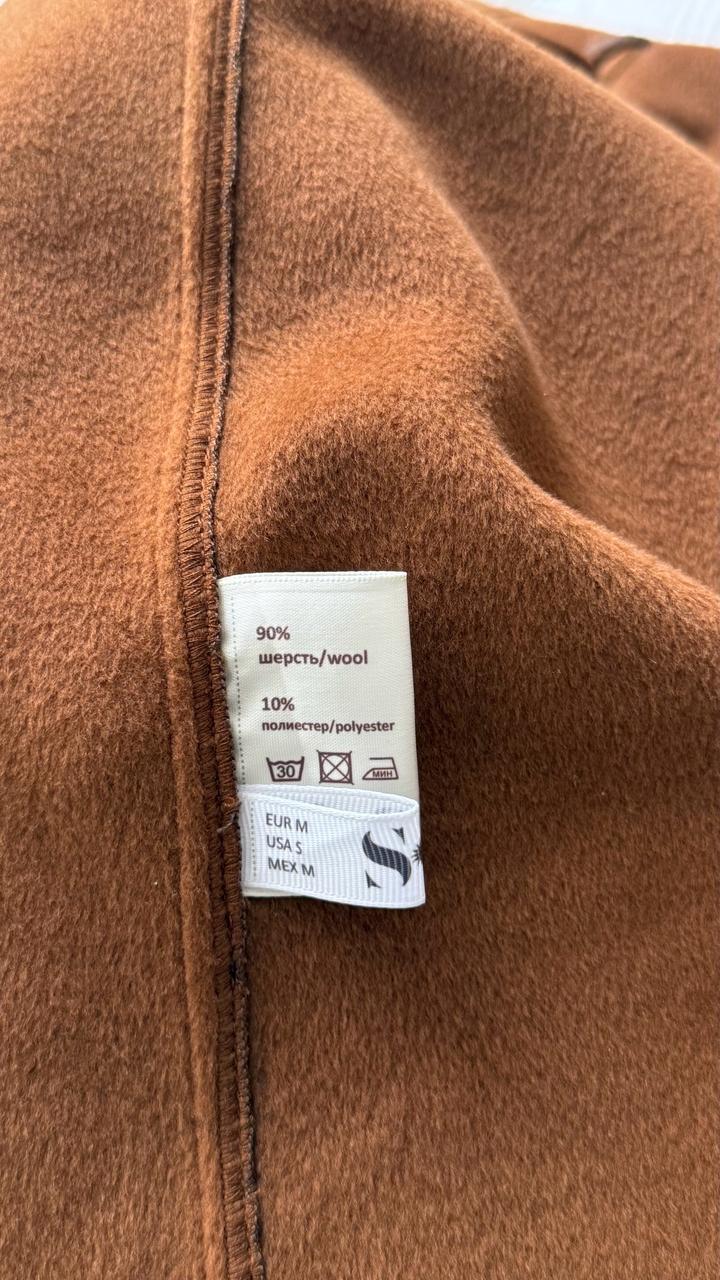 90%
шерсть/wool
10%
полиестер/polyester
30
мин
EUR M
USA S
MEX M
S